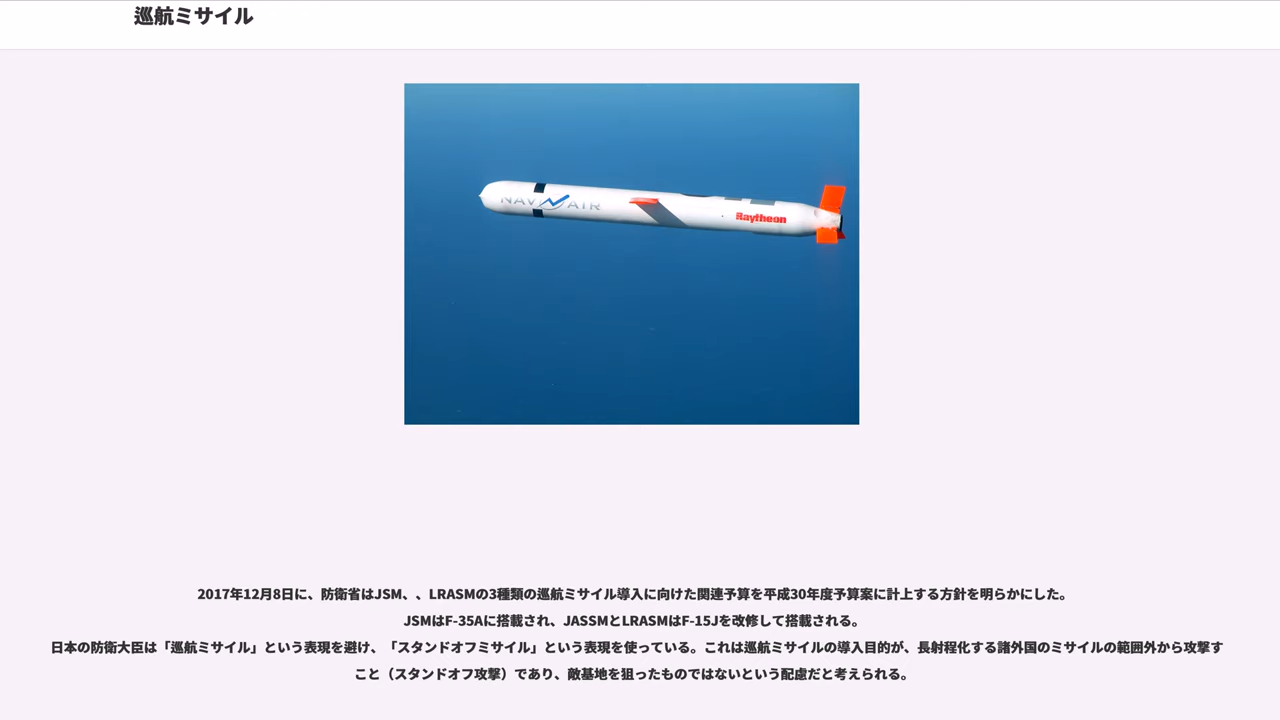 巡航ミサイル
NAV AIR
Raytheon
2017年12月8日に、防衛省はJSM、、LRASMの3種類の巡航ミサイル導入に向けた関連予算を平成30年度予算案に計上する方針を明らかにした。
JSMはF-35Aに搭載され、JASSMとLRASMはF-15Jを改修して搭載される。
日本の防衛大臣は「巡航ミサイル」という表現を避け、「スタンドオフミサイル」という表現を使っている。これは巡航ミサイルの導入目的が、長射程化する諸外国のミサイルの範囲外から攻撃す
こと（スタンドオフ攻撃）であり、敵基地を狙ったものではないという配慮だと考えられる。